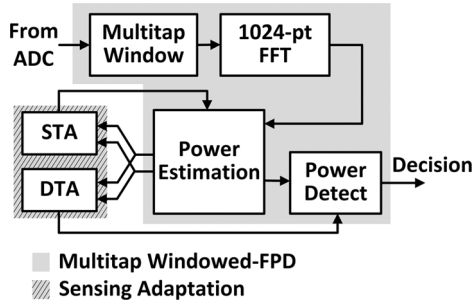 From
ADC
Multitap
Window
1024-pt
FFT
STA
DTA
Power
Estimation
Power
Detect
Decision
Multitap Windowed-FPD
Sensing Adaptation